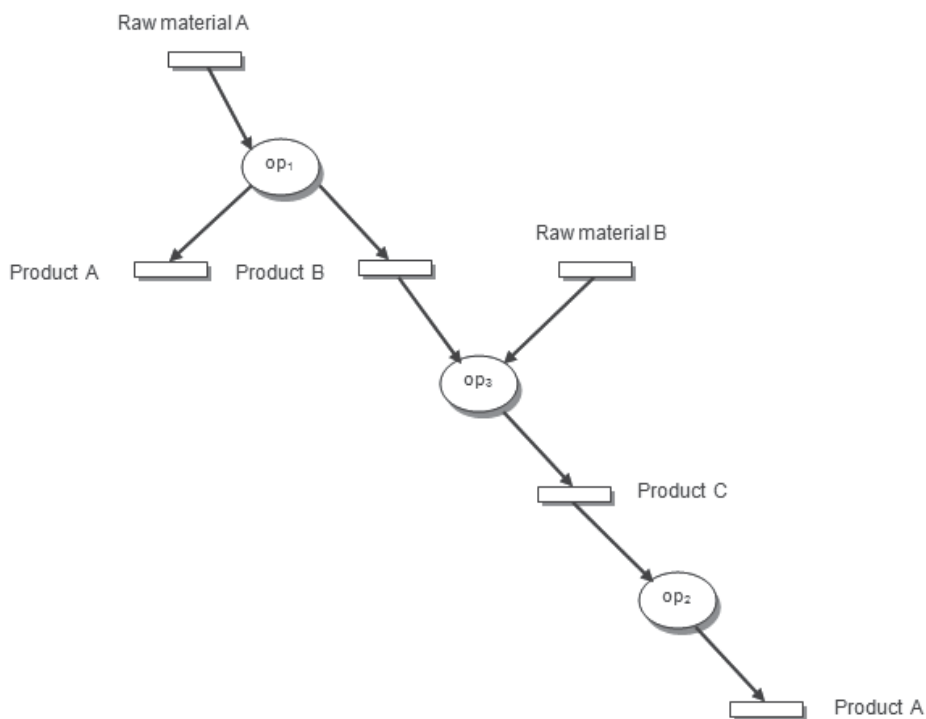 Raw material A
op₁
Raw material B
Product A
Product B
op₃
Product C
op₂
Product A